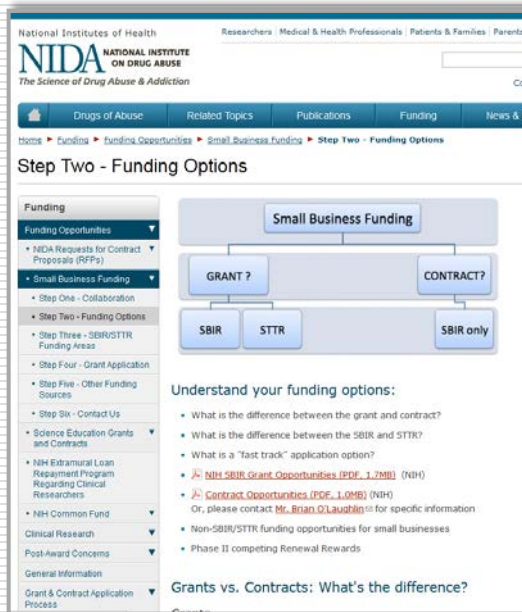 National Institutes of Health
Researchers | Medical & Health Professionals | Patients & Families | Parents
NIDA NATIONAL INSTITUTE
ON DRUG ABUSE
The Science of Drug Abuse & Addiction
Drugs of Abuse Related Topics Publications Funding News &
Home ► Funding ► Funding Opportunities ► Small Business Funding ► Step Two - Funding Options
Step Two - Funding Options
Funding
Funding Opportunities
• NIDA Requests for Contract
Proposals (RFPs)
• Small Business Funding
• Step One - Collaboration
• Step Two - Funding Options
• Step Three - SBIR/STTR
Funding Areas
• Step Four - Grant Application
• Step Five - Other Funding
Sources
• Step Six - Contact Us
• Science Education Grants
and Contracts
• NIH Extramural Loan
Repayment Program
Regarding Clinical
Researchers
• NIH Common Fund
Clinical Research
Post-Award Concerns
General Information
Grant & Contract Application
Process
Small Business Funding
GRANT ? CONTRACT?
SBIR STTR SBIR only
Understand your funding options:
• What is the difference between the grant and contract?
• What is the difference between the SBIR and STTR?
• What is a "fast track" application option?
• NIH SBIR Grant Opportunities (PDF, 1.7MB) (NIH)
• Contract Opportunities (PDF, 1.0MB) (NIH)
Or, please contact Mr. Brian O'Laughlin for specific information
• Non-SBIR/STTR funding opportunities for small businesses
• Phase II competing Renewal Rewards
Grants vs. Contracts: What's the difference?